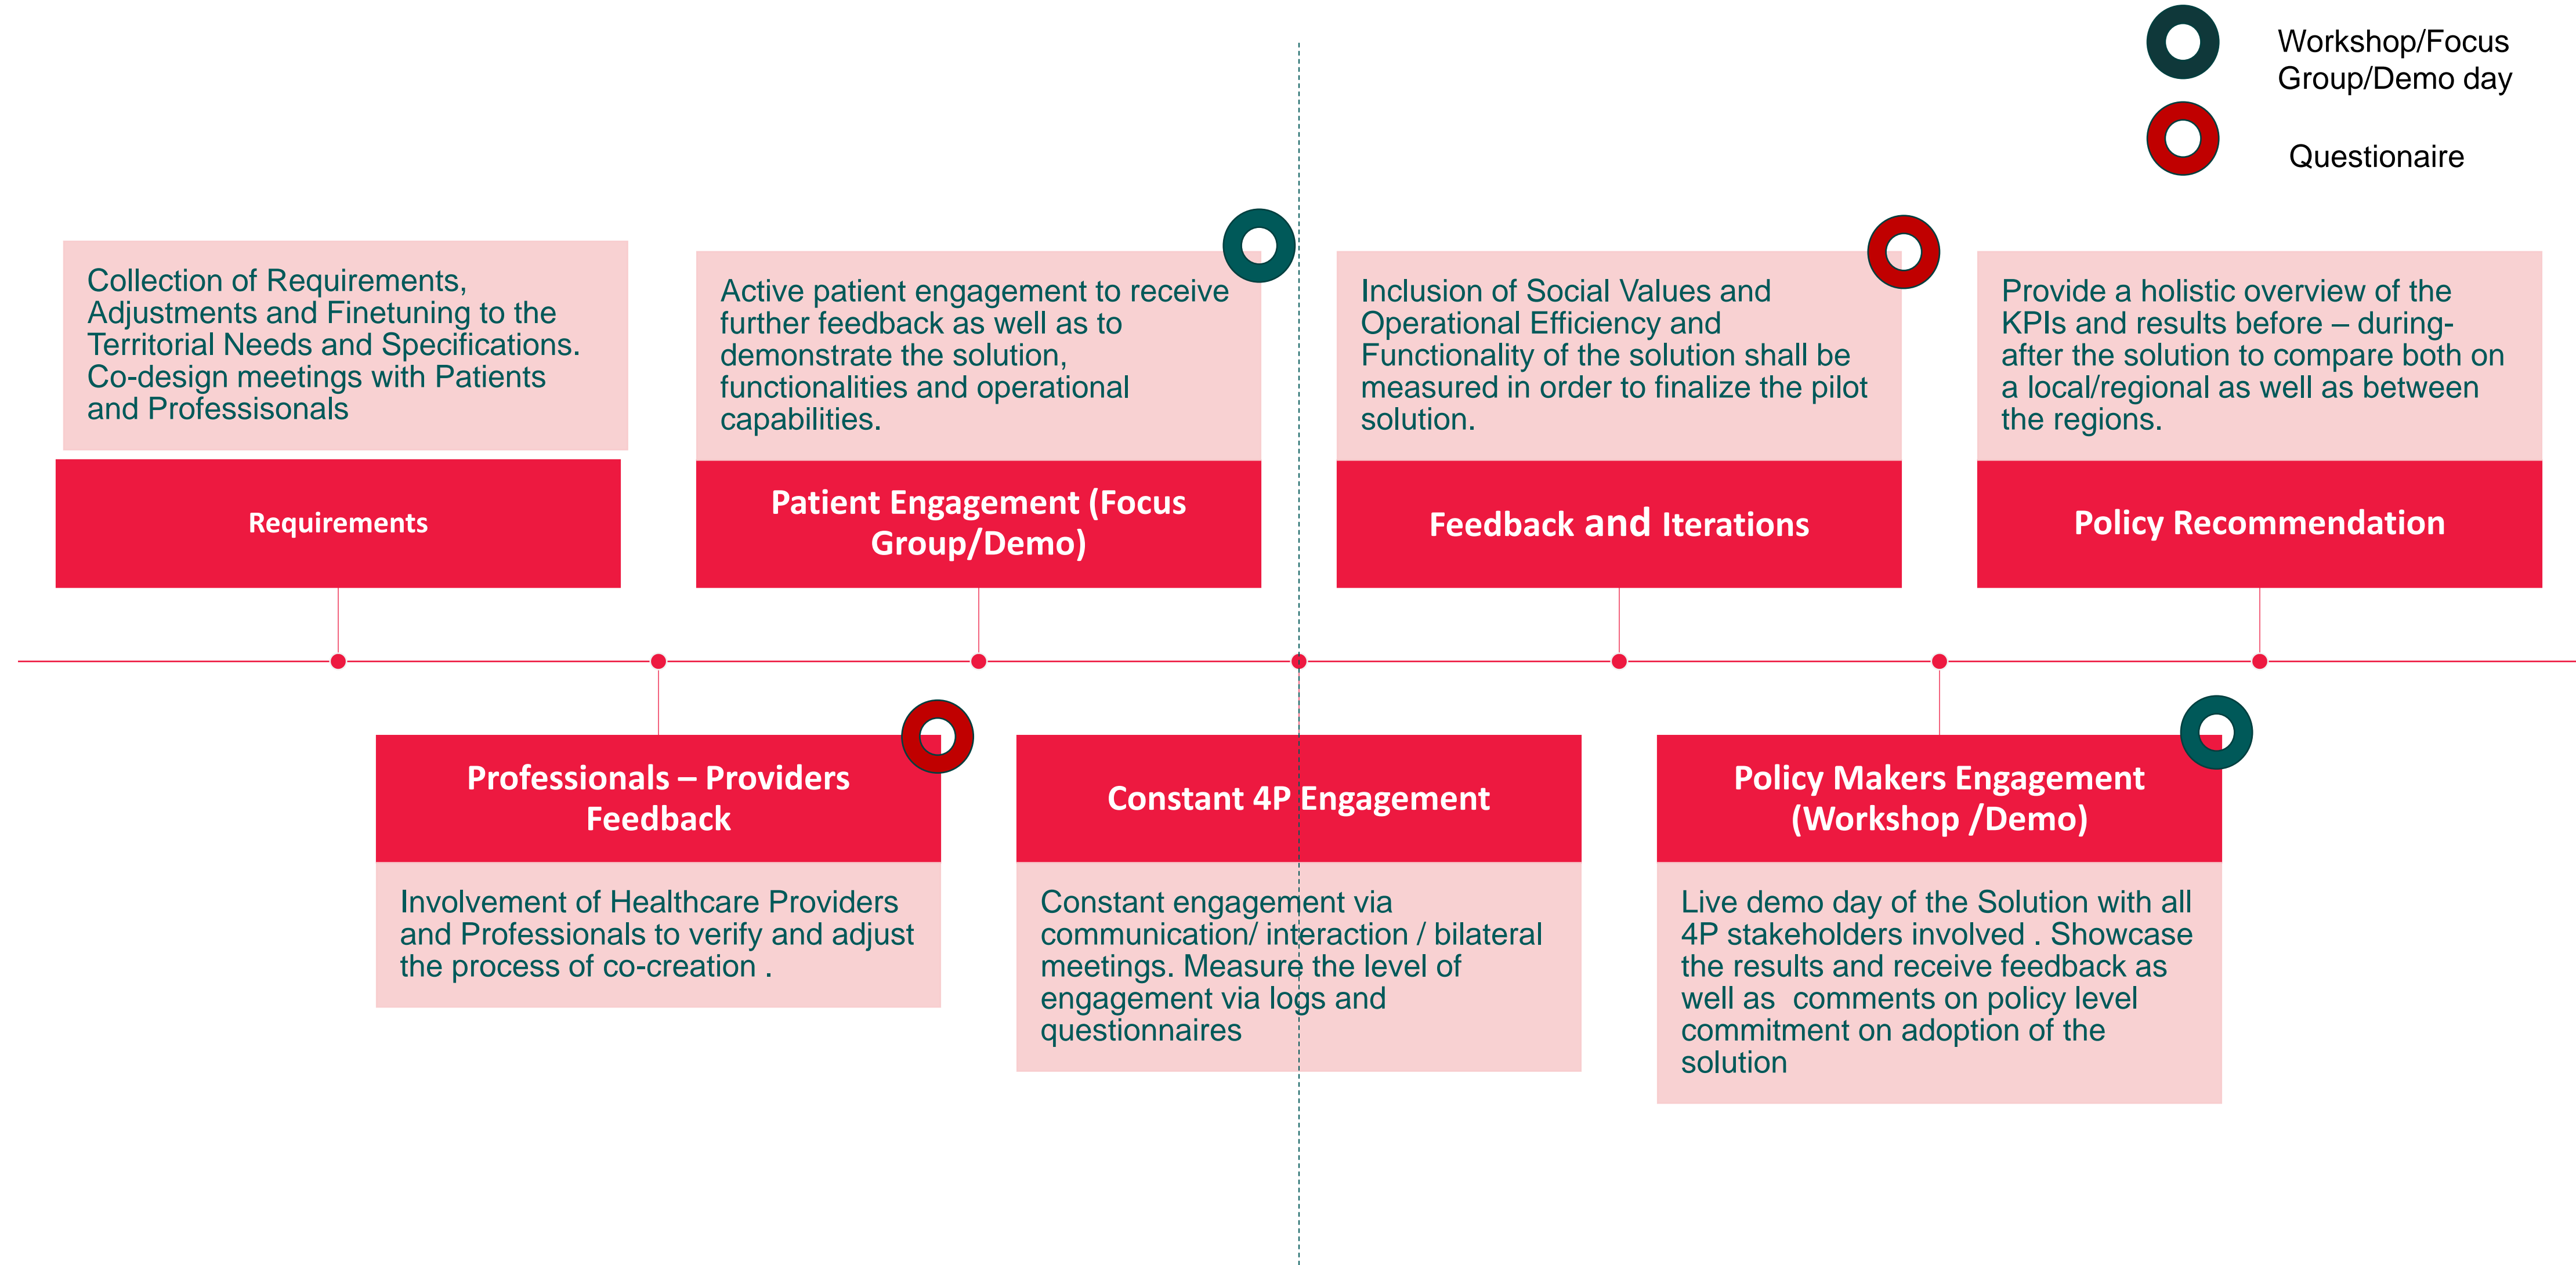 Workshop/Focus
Group/Demo day
Questionaire
Collection of Requirements,
Adjustments and Finetuning to the
Territorial Needs and Specifications.
Co-design meetings with Patients
and Professisonals
Requirements
Active patient engagement to receive
further feedback as well as to
demonstrate the solution,
functionalities and operational
capabilities.
Patient Engagement (Focus
Group/Demo)
Inclusion of Social Values and
Operational Efficiency and
Functionality of the solution shall be
measured in order to finalize the pilot
solution.
Feedback and Iterations
Provide a holistic overview of the
KPIs and results before – during-
after the solution to compare both on
a local/regional as well as between
the regions.
Policy Recommendation
Professionals – Providers
Feedback
Involvement of Healthcare Providers
and Professionals to verify and adjust
the process of co-creation .
Constant 4P Engagement
Constant engagement via
communication/ interaction / bilateral
meetings. Measure the level of
engagement via logs and
questionnaires
Policy Makers Engagement
(Workshop /Demo)
Live demo day of the Solution with all
4P stakeholders involved . Showcase
the results and receive feedback as
well as  comments on policy level
commitment on adoption of the
solution